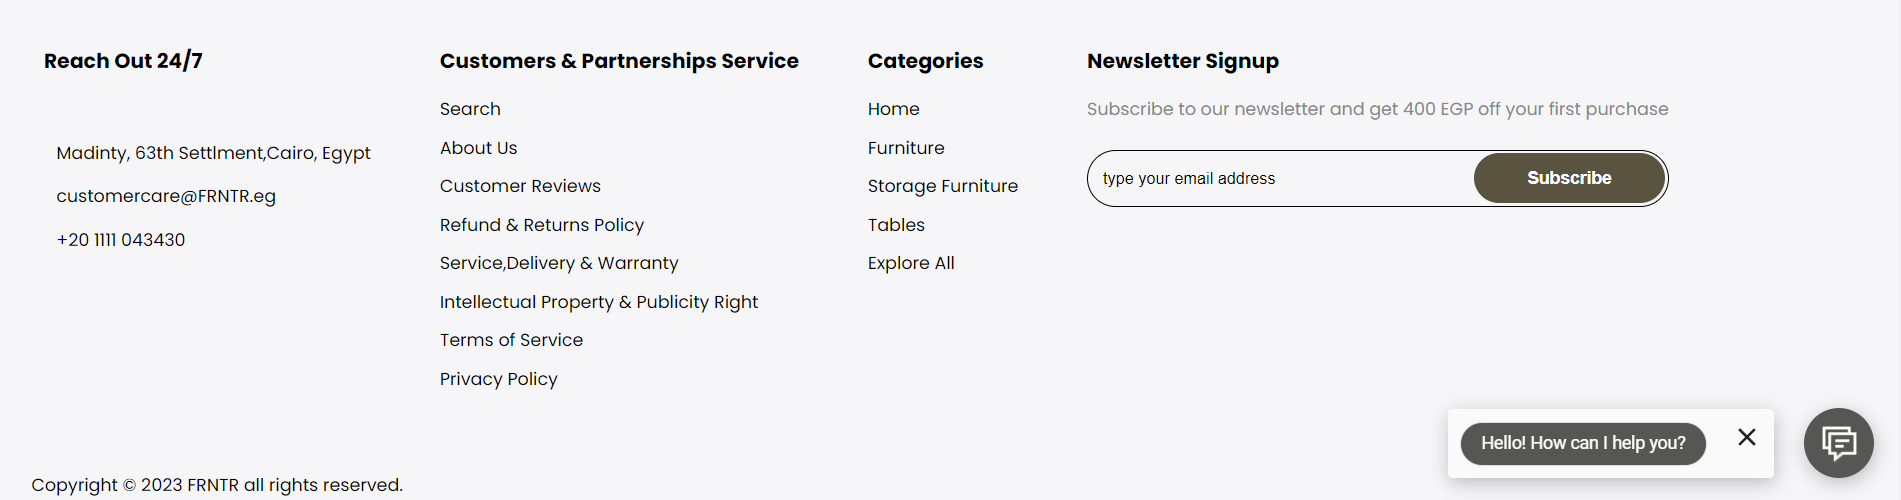 Reach Out 24/7
Madinty, 63th Settlment,Cairo, Egypt
customercare@FRNTR.eg
+20 1111 043430
Customers & Partnerships Service
Search
About Us
Customer Reviews
Refund & Returns Policy
Service,Delivery & Warranty
Intellectual Property & Publicity Right
Terms of Service
Privacy Policy
Categories
Home
Furniture
Storage Furniture
Tables
Explore All
Newsletter Signup
Subscribe to our newsletter and get 400 EGP off your first purchase
type your email address
Subscribe
Hello! How can I help you?
Copyright © 2023 FRNTR all rights reserved.